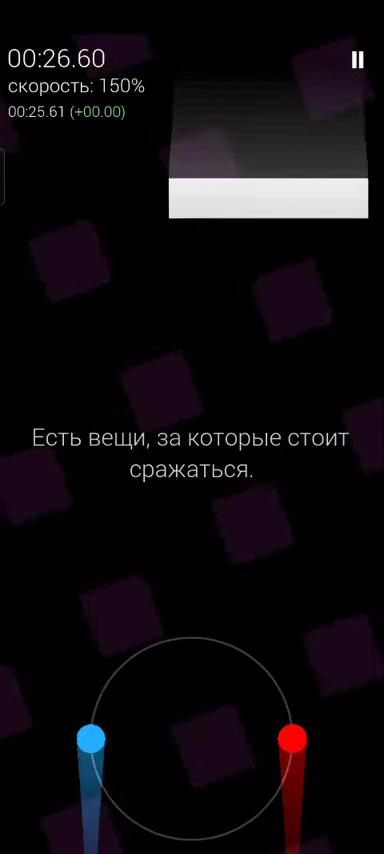 00:26.60
скорость: 150%
00:25.61 (+00.00)
Есть вещи, за которые стоит
сражаться.